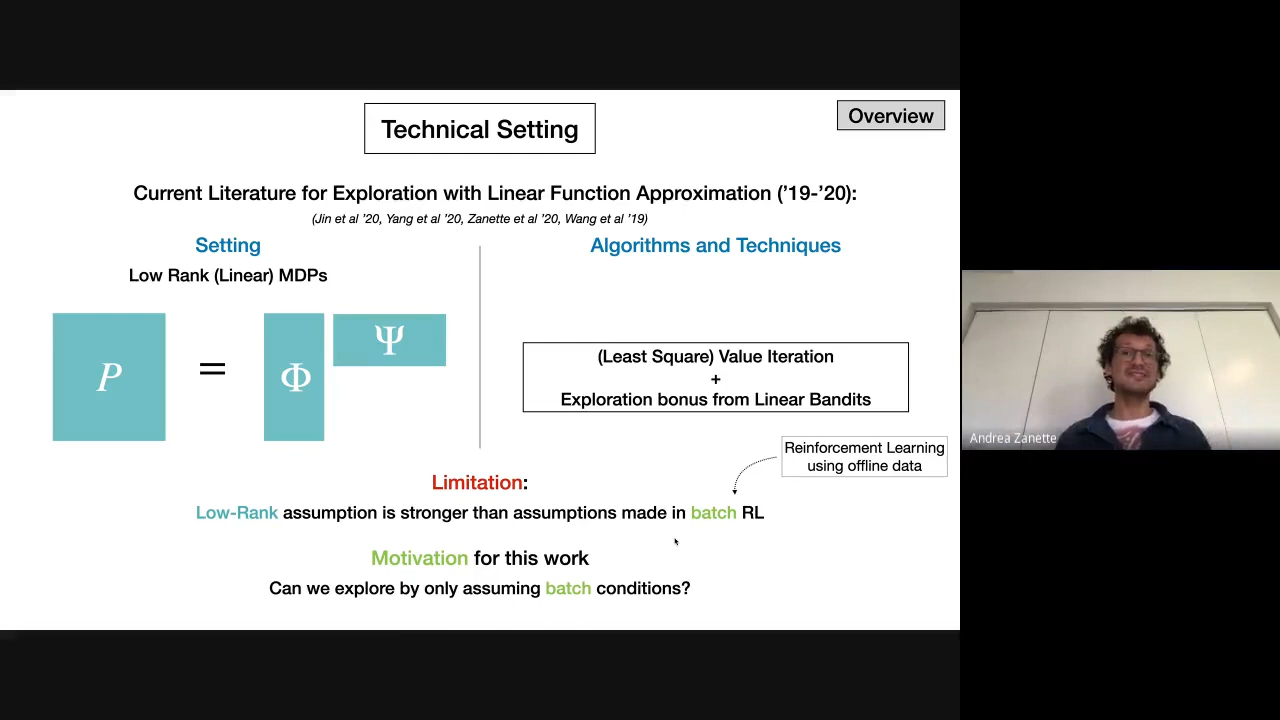 Technical Setting
Overview
Current Literature for Exploration with Linear Function Approximation ('19-'20):
(Jin et al '20, Yang et al '20, Zanette et al '20, Wang et al '19)
Setting
Low Rank (Linear) MDPs
P = Φ Ψ
Algorithms and Techniques
(Least Square) Value Iteration
+
Exploration bonus from Linear Bandits
Reinforcement Learning
using offline data
Limitation:
Low-Rank assumption is stronger than assumptions made in batch RL
Motivation for this work
Can we explore by only assuming batch conditions?
Andrea Zanette